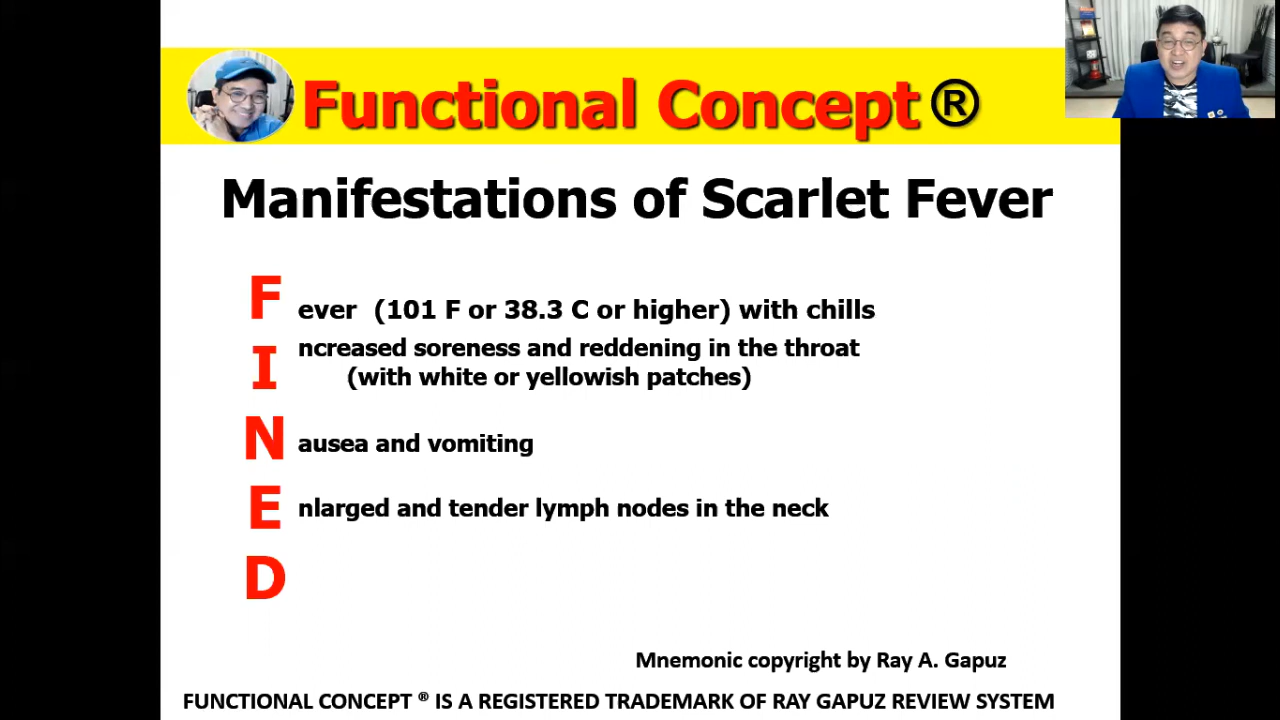 Functional Concept ®
Manifestations of Scarlet Fever
F ever (101 F or 38.3 C or higher) with chills
I ncreased soreness and reddening in the throat
(with white or yellowish patches)
N ausea and vomiting
E nlarged and tender lymph nodes in the neck
D
Mnemonic copyright by Ray A. Gapuz
FUNCTIONAL CONCEPT ® IS A REGISTERED TRADEMARK OF RAY GAPUZ REVIEW SYSTEM